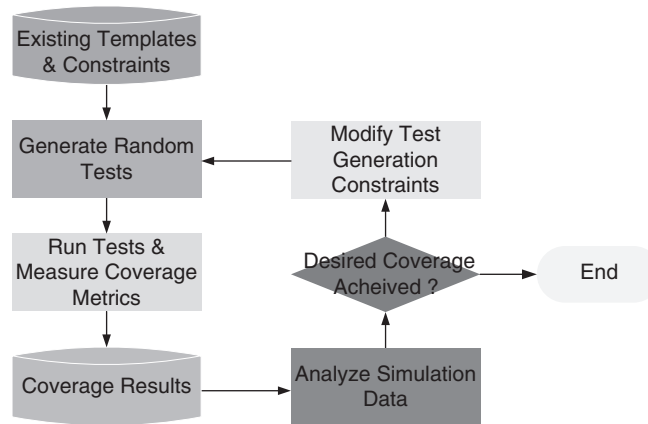 Existing Templates
& Constraints
Generate Random
Tests
Modify Test
Generation
Constraints
Run Tests &
Measure Coverage
Metrics
Desired Coverage
Acheived ?
End
Coverage Results
Analyze Simulation
Data